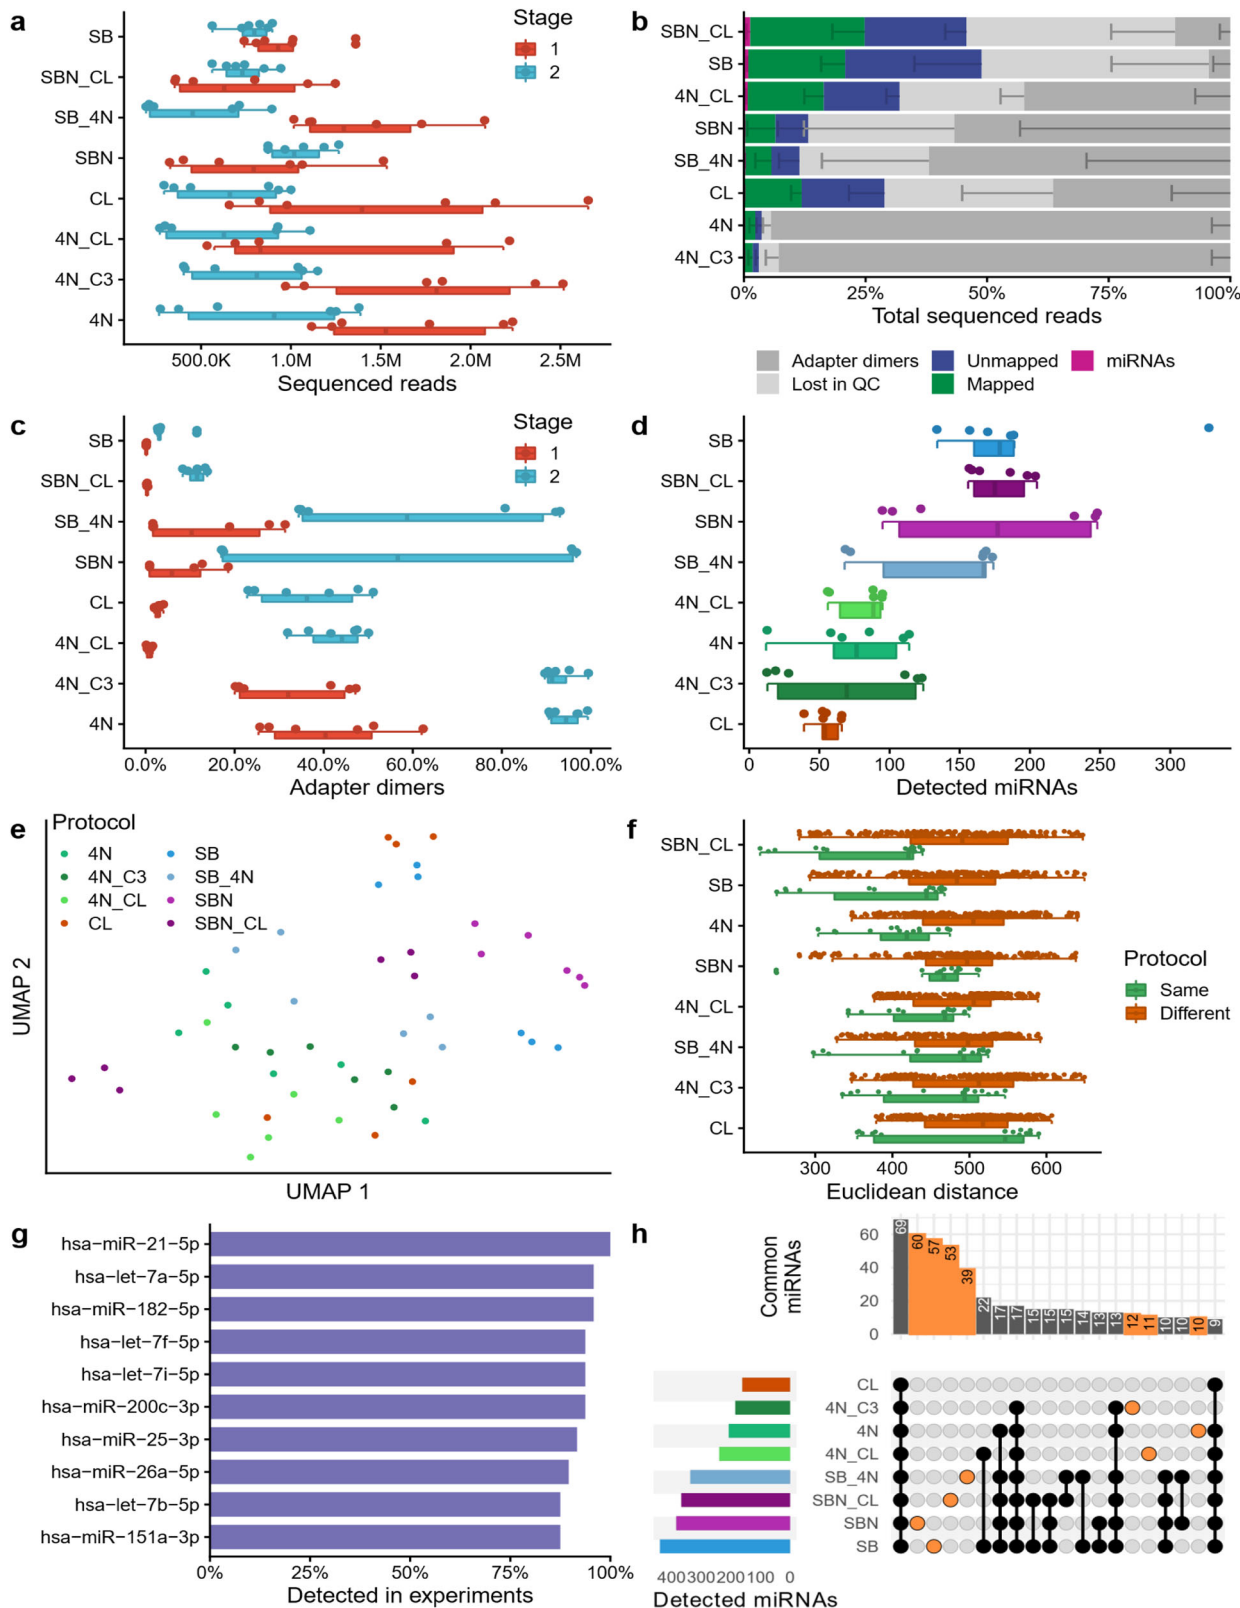 a
Stage
1
2
SB
SBN_CL
SB_4N
SBN
CL
4N_CL
4N_C3
4N
500.0K 1.0M 1.5M 2.0M 2.5M
Sequenced reads
b
SBN_CL
SB
4N_CL
SBN
SB_4N
CL
4N
4N_C3
0% 25% 50% 75% 100%
Total sequenced reads
Adapter dimers Unmapped miRNAs
Lost in QC Mapped
c
Stage
1
2
SB
SBN_CL
SB_4N
SBN
CL
4N_CL
4N_C3
4N
0.0% 20.0% 40.0% 60.0% 80.0% 100.0%
Adapter dimers
d
SB
SBN_CL
SBN
SB_4N
4N_CL
4N
4N_C3
CL
0 50 100 150 200 250 300
Detected miRNAs
e
Protocol
4N SB
4N_C3 SB_4N
4N_CL SBN
CL SBN_CL
UMAP 2
UMAP 1
f
SBN_CL
SB
4N
SBN
4N_CL
SB_4N
4N_C3
CL
Protocol
Same
Different
300 400 500 600
Euclidean distance
g
hsa-miR-21-5p
hsa-let-7a-5p
hsa-miR-182-5p
hsa-let-7f-5p
hsa-let-7i-5p
hsa-miR-200c-3p
hsa-miR-25-3p
hsa-miR-26a-5p
hsa-let-7b-5p
hsa-miR-151a-3p
0% 25% 50% 75% 100%
Detected in experiments
h
Common
miRNAs
60
40
20
0
69 60 57 53 39 22 17 17 15 15 15 14 13 13 12 11 10 10 10 9
CL
4N_C3
4N
4N_CL
SB_4N
SBN_CL
SBN
SB
400 300 200 100 0
Detected miRNAs